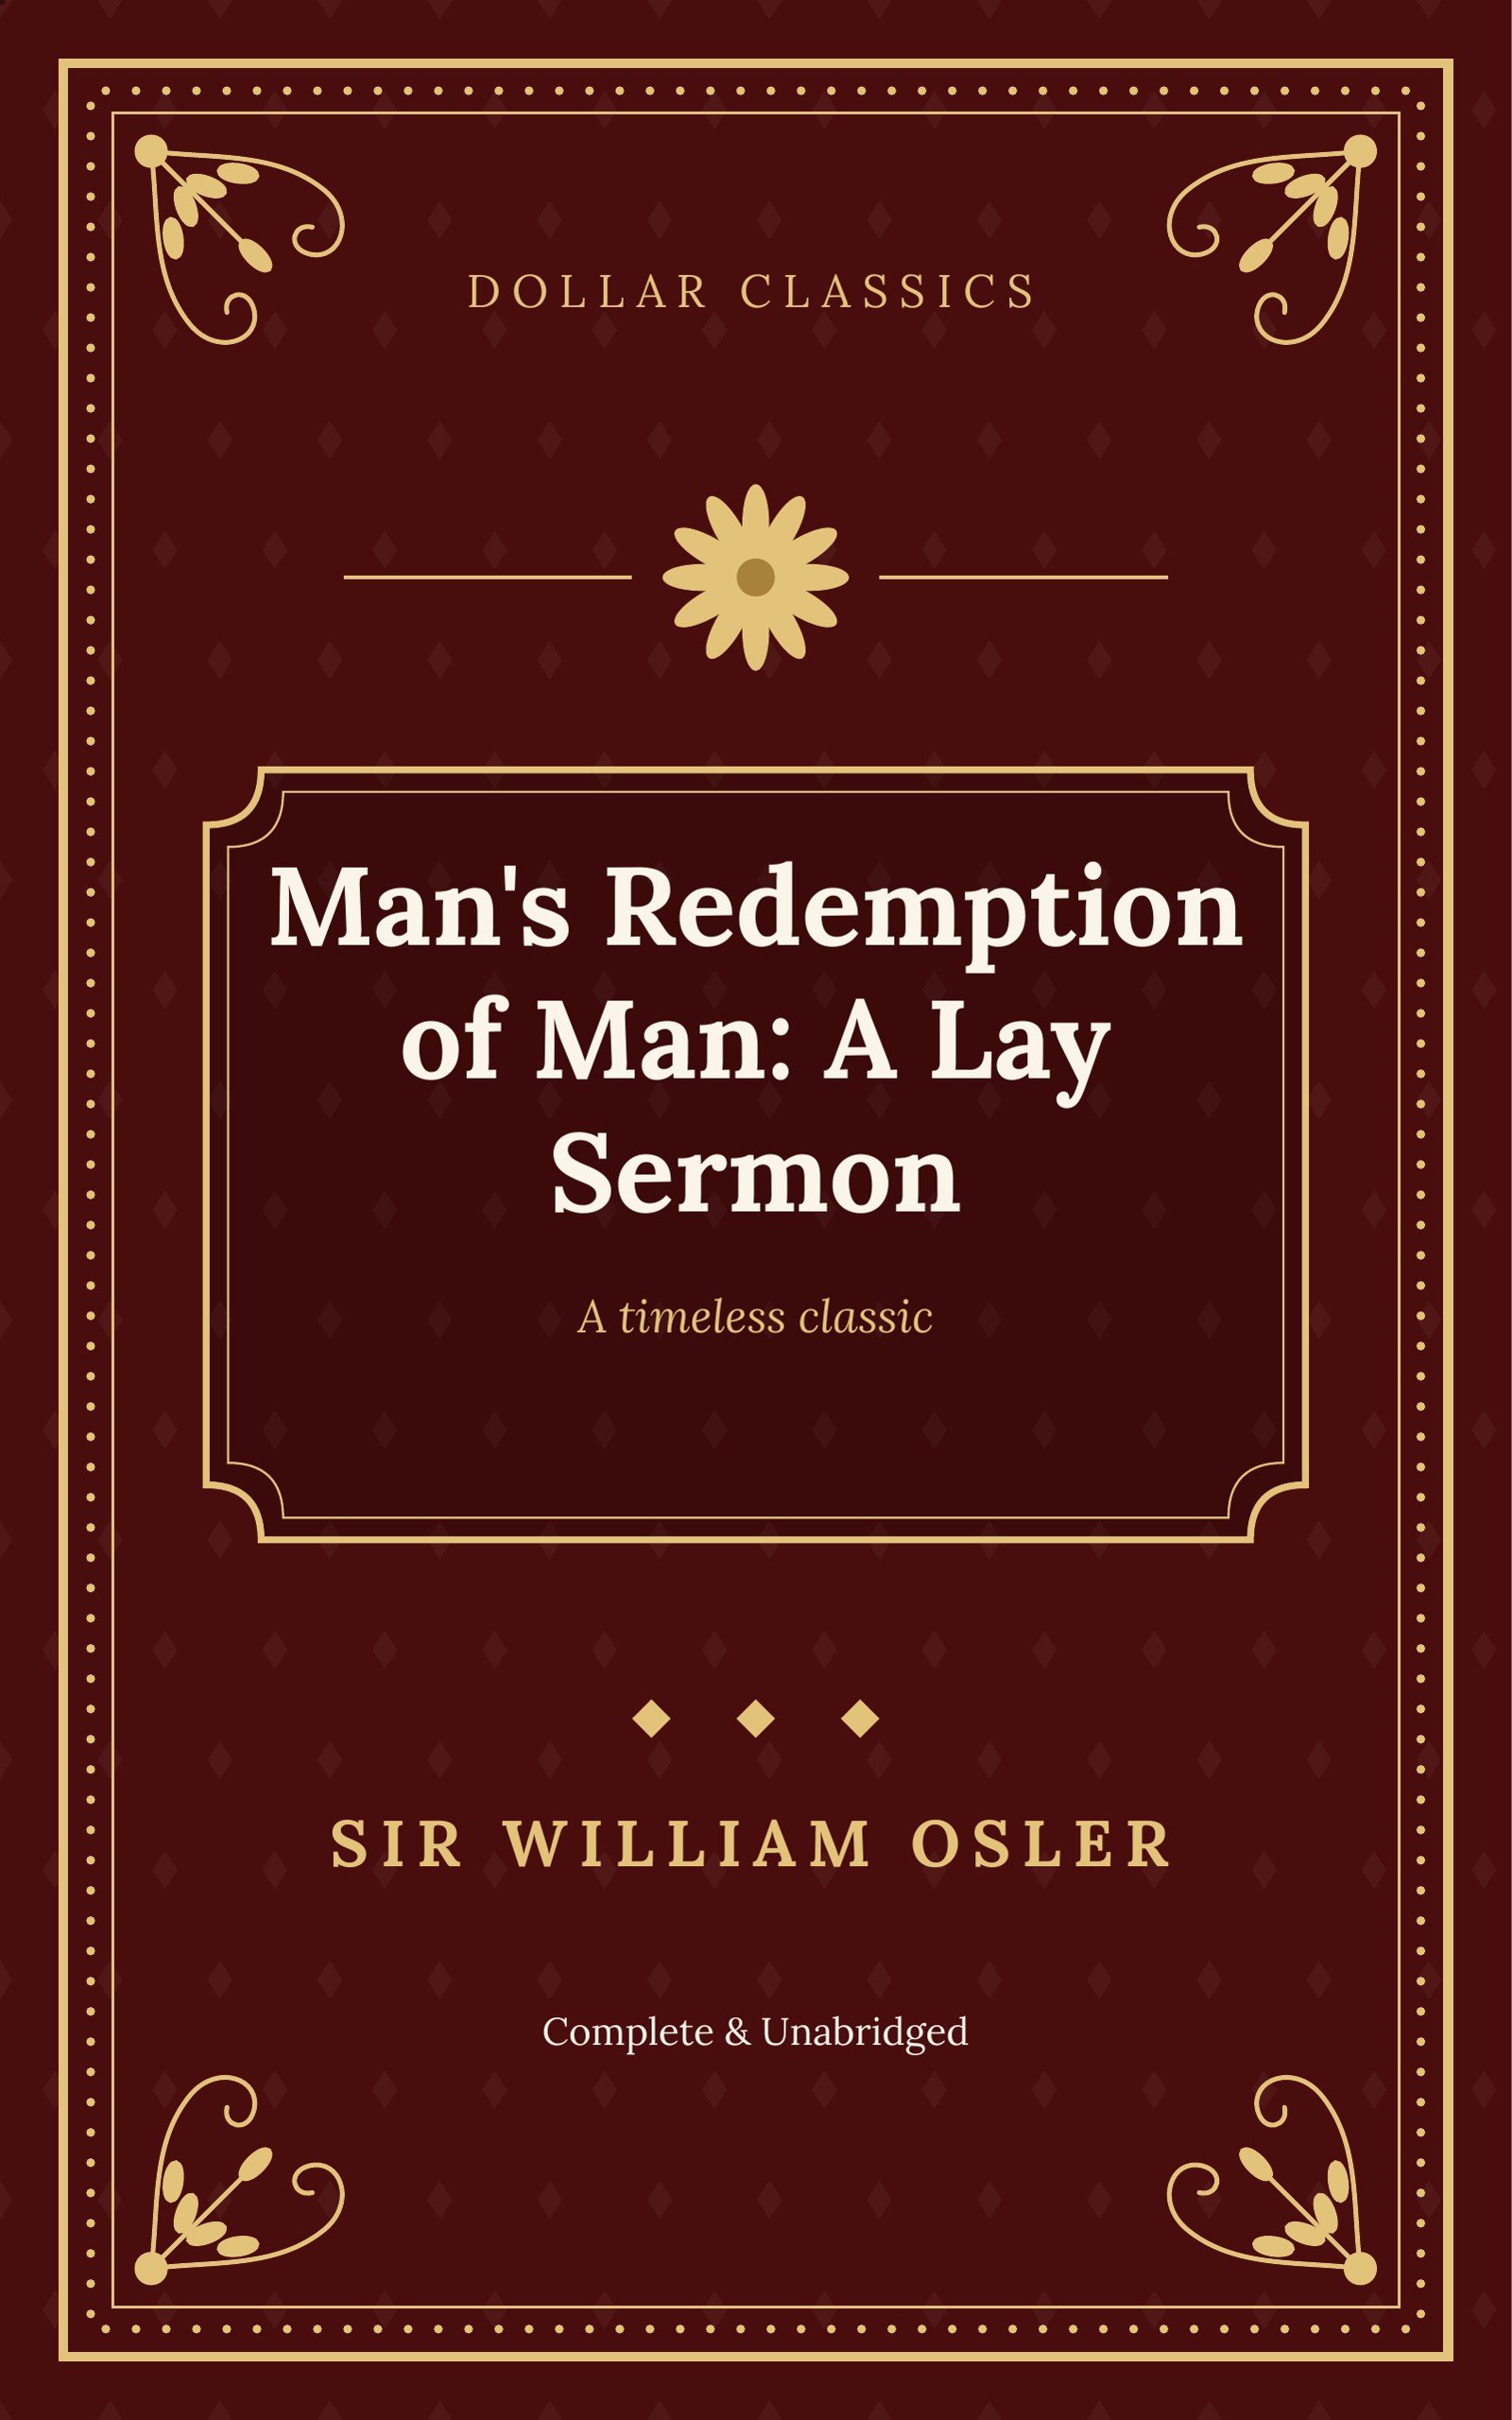 DOLLAR CLASSICS
Man's Redemption
of Man: A Lay
Sermon
A timeless classic
SIR WILLIAM OSLER
Complete & Unabridged